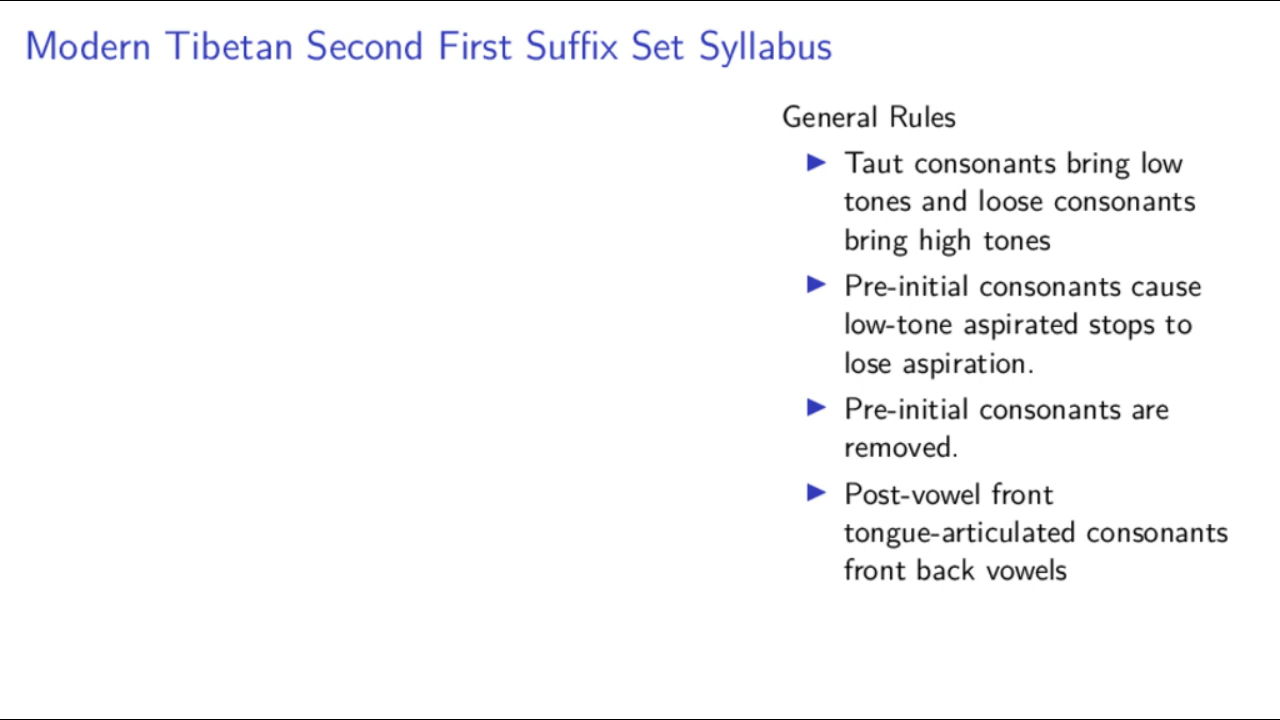 Modern Tibetan Second First Suffix Set Syllabus
General Rules
Taut consonants bring low
tones and loose consonants
bring high tones
Pre-initial consonants cause
low-tone aspirated stops to
lose aspiration.
Pre-initial consonants are
removed.
Post-vowel front
tongue-articulated consonants
front back vowels